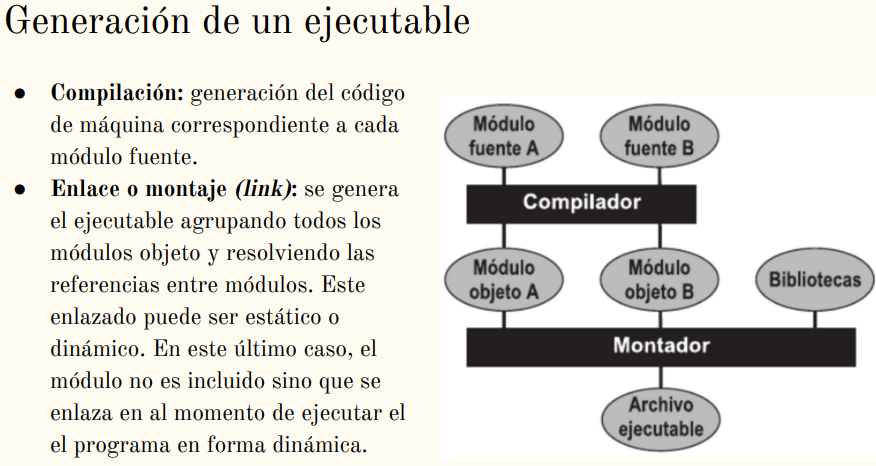 Generación de un ejecutable
● Compilación: generación del código
de máquina correspondiente a cada
módulo fuente.
● Enlace o montaje (link): se genera
el ejecutable agrupando todos los
módulos objeto y resolviendo las
referencias entre módulos. Este
enlazado puede ser estático o
dinámico. En este último caso, el
módulo no es incluido sino que se
enlaza en al momento de ejecutar el
el programa en forma dinámica.
Módulo
fuente A
Módulo
fuente B
Compilador
Módulo
objeto A
Módulo
objeto B
Bibliotecas
Montador
Archivo
ejecutable